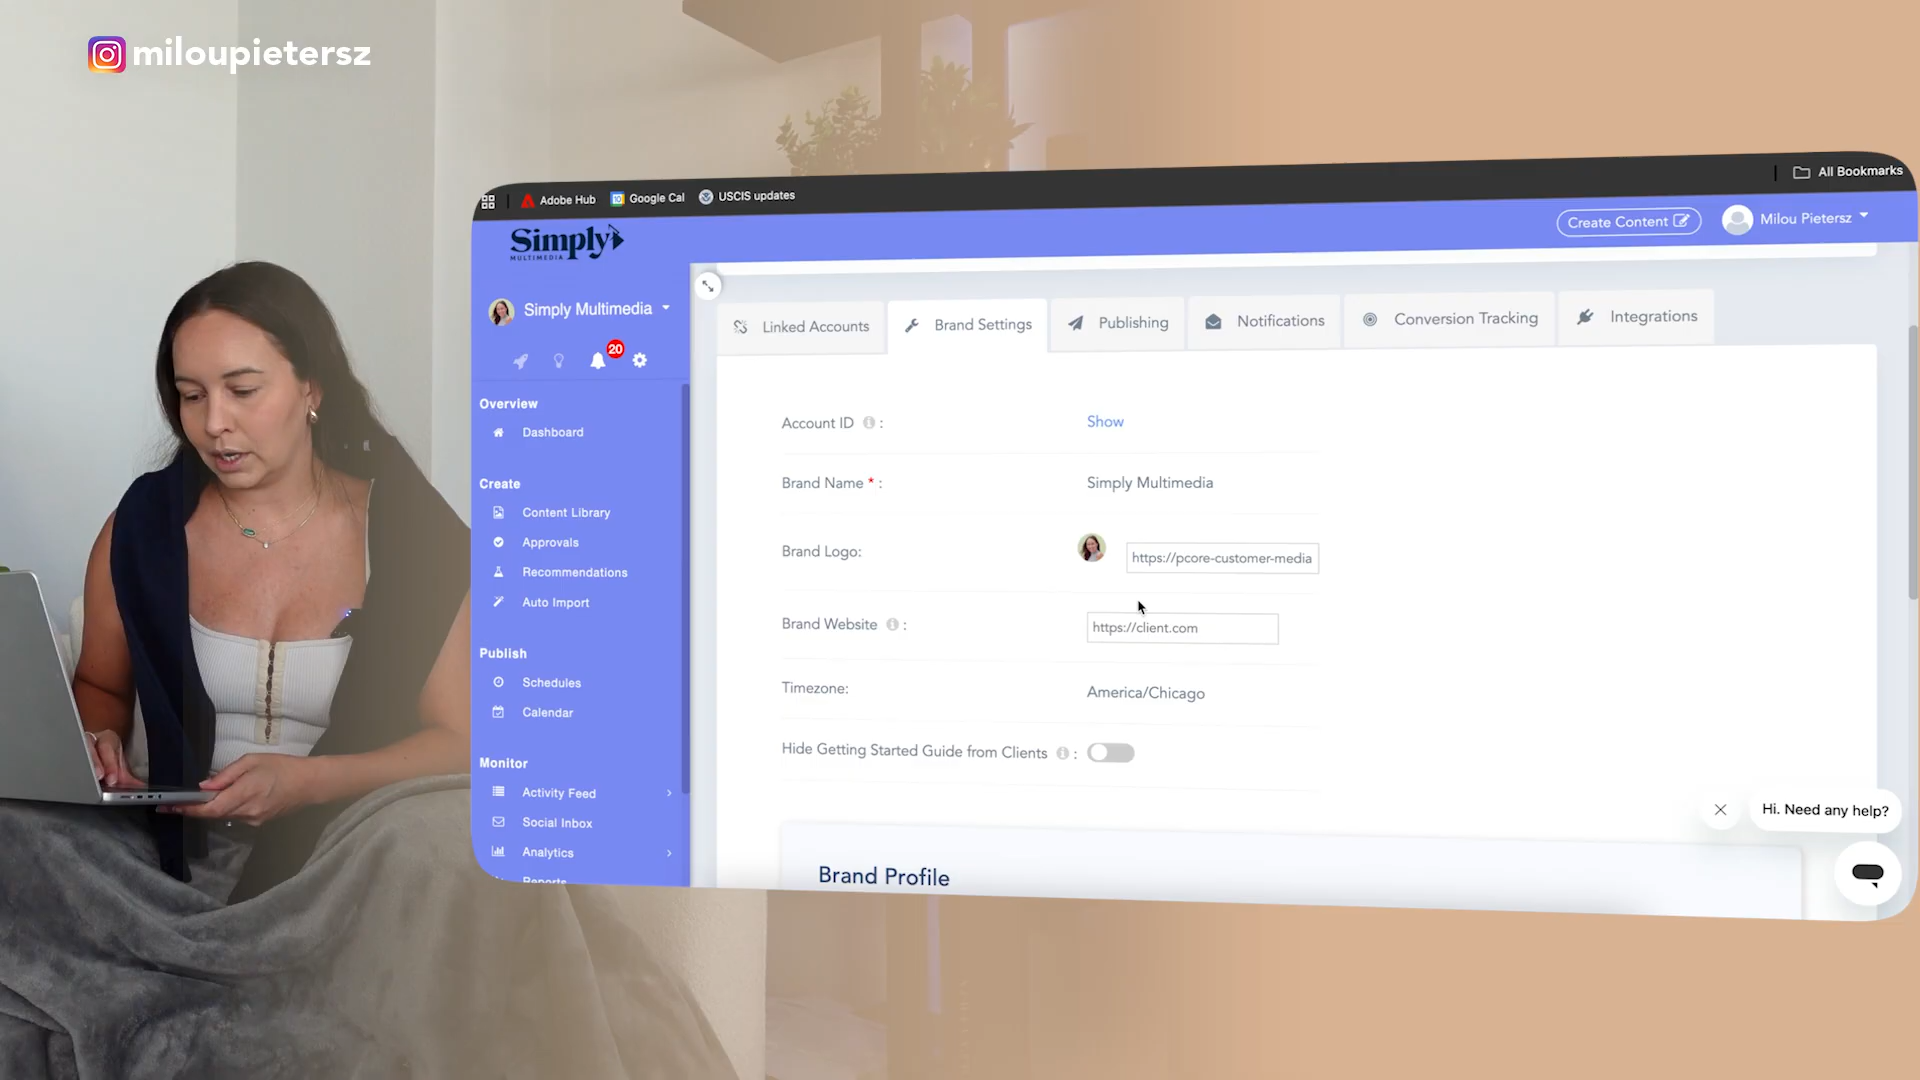 miloupietersz
Adobe Hub
Google Cal
USCIS updates
All Bookmarks
Simply
MULTIMEDIA
Create Content
Milou Pietersz
Simply Multimedia
20
Overview
Dashboard
Create
Content Library
Approvals
Recommendations
Auto Import
Publish
Schedules
Calendar
Monitor
Activity Feed
Social Inbox
Analytics
Reports
Linked Accounts
Brand Settings
Publishing
Notifications
Conversion Tracking
Integrations
Account ID :
Show
Brand Name * :
Simply Multimedia
Brand Logo:
https://pcore-customer-media
Brand Website :
https://client.com
Timezone:
America/Chicago
Hide Getting Started Guide from Clients :
Brand Profile
Hi. Need any help?